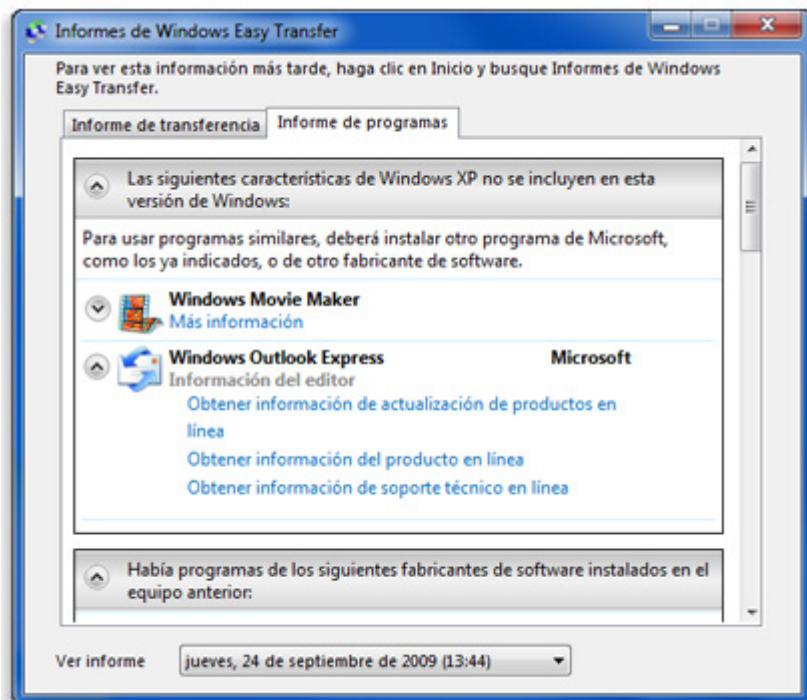 Informes de Windows Easy Transfer
Para ver esta información más tarde, haga clic en Inicio y busque Informes de Windows
Easy Transfer.
Informe de transferencia
Informe de programas
Las siguientes características de Windows XP no se incluyen en esta
versión de Windows:
Para usar programas similares, deberá instalar otro programa de Microsoft,
como los ya indicados, o de otro fabricante de software.
Windows Movie Maker
Más información
Windows Outlook Express Microsoft
Información del editor
Obtener información de actualización de productos en
línea
Obtener información del producto en línea
Obtener información de soporte técnico en línea
Había programas de los siguientes fabricantes de software instalados en el
equipo anterior:
Ver informe jueves, 24 de septiembre de 2009 (13:44)